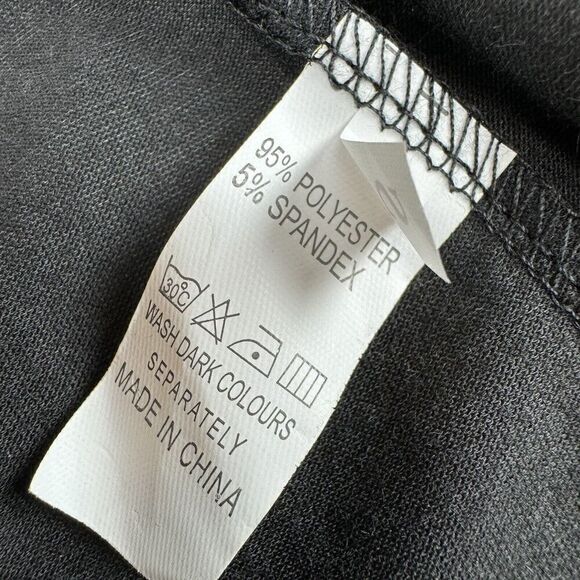 95% POLYESTER
5% SPANDEX
30°C
WASH DARK COLOURS
SEPARATELY
MADE IN CHINA